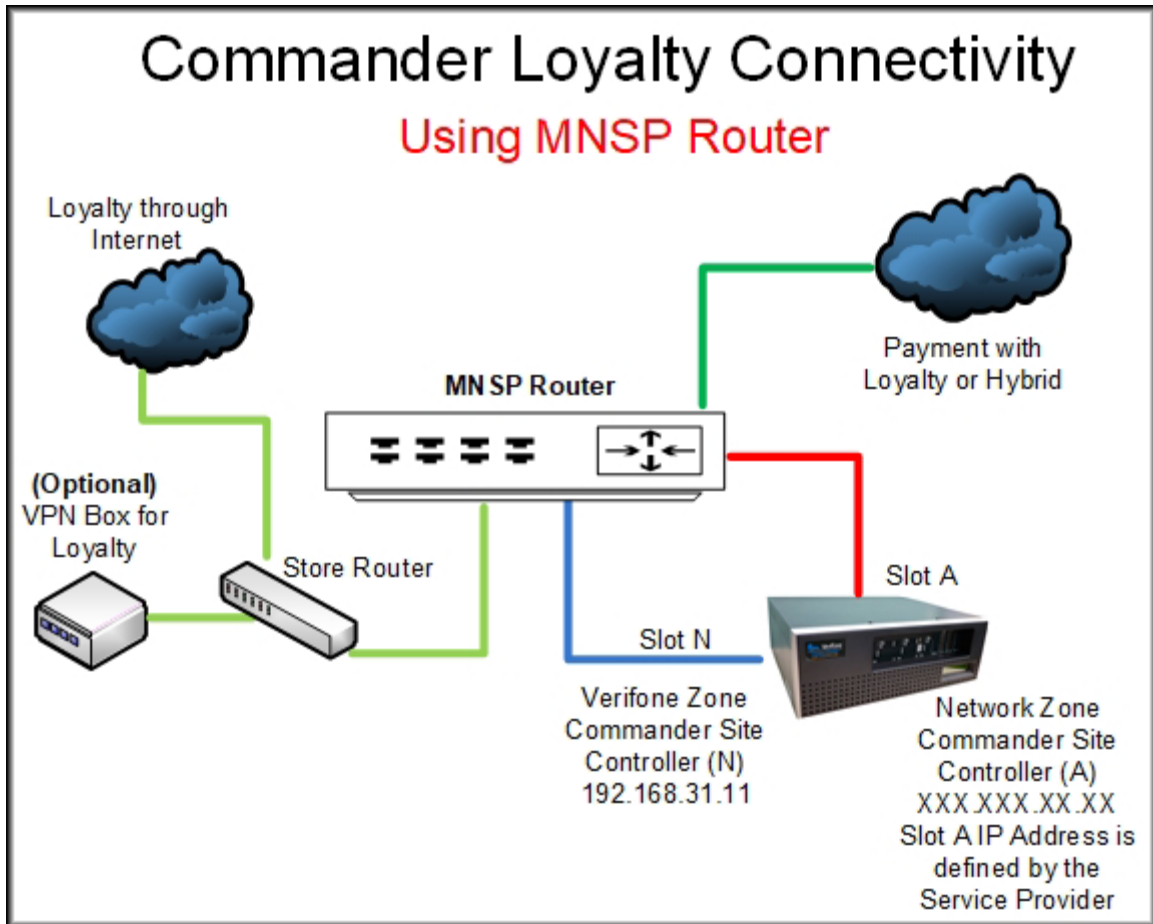 Commander Loyalty Connectivity
Using MNSP Router
Loyalty through
Internet
Payment with
Loyalty or Hybrid
MNSP Router
(Optional)
VPN Box for
Loyalty
Store Router
Slot A
Slot N
Verifone Zone
Commander Site
Controller (N)
192.168.31.11
Network Zone
Commander Site
Controller (A)
XXX.XXX.XX.XX
Slot A IP Address is
defined by the
Service Provider